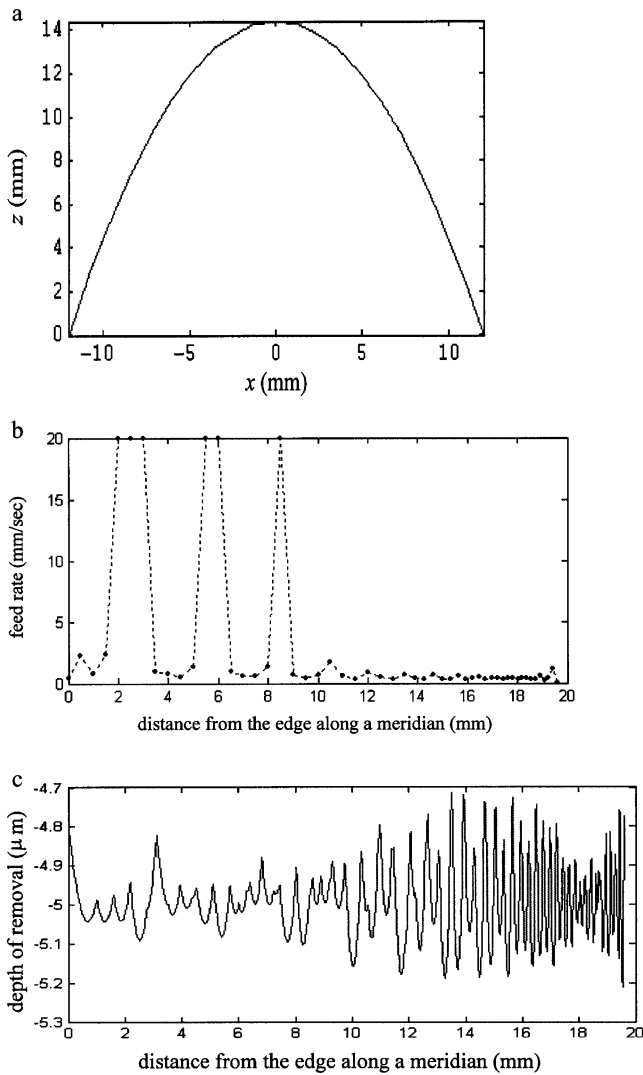 a
14
12
10
8
6
4
2
0
z (mm)
-10 -5 0 5 10
x (mm)
b
20
15
10
5
0
feed rate (mm/sec)
0 2 4 6 8 10 12 14 16 18 20
distance from the edge along a meridian (mm)
c
-4.7
-4.8
-4.9
-5
-5.1
-5.2
-5.3
depth of removal (μm)
0 2 4 6 8 10 12 14 16 18 20
distance from the edge along a meridian (mm)